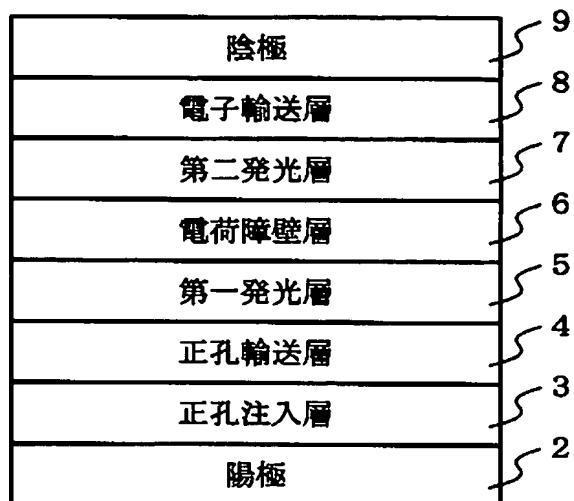 陰極 9
電子輸送層 8
第二発光層 7
電荷障壁層 6
第一発光層 5
正孔輸送層 4
正孔注入層 3
陽極 2